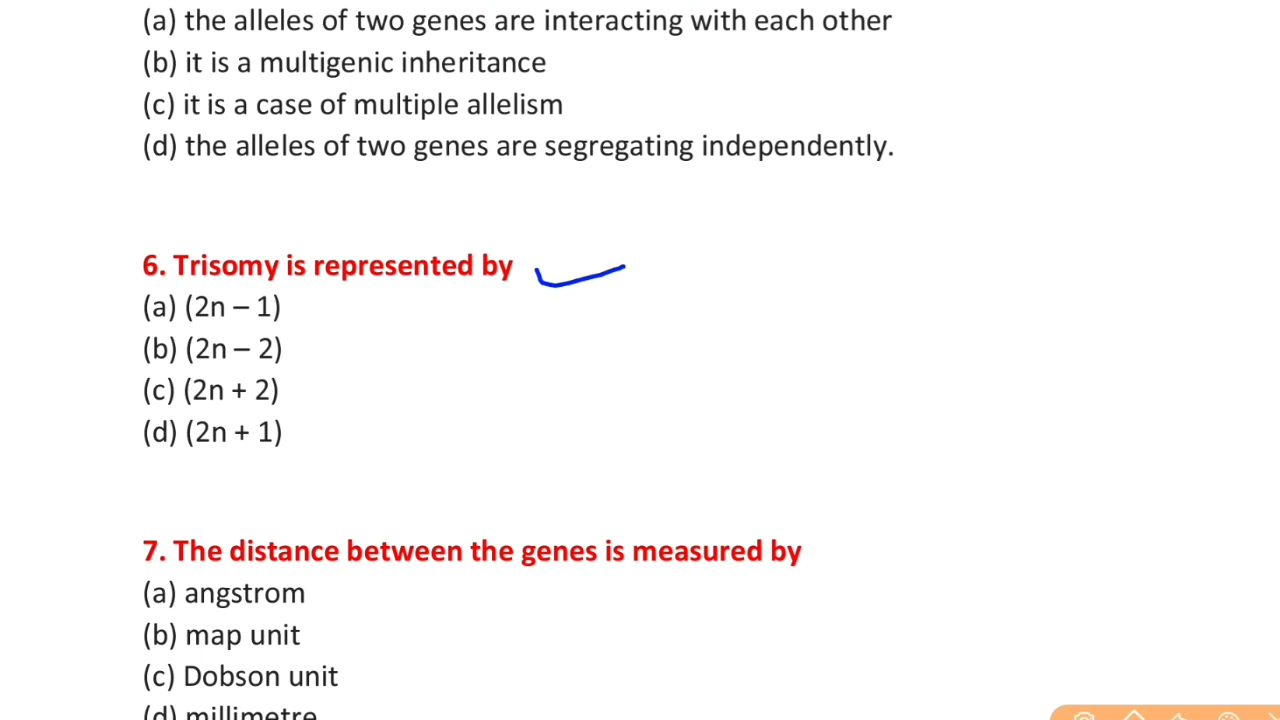 (a) the alleles of two genes are interacting with each other
(b) it is a multigenic inheritance
(c) it is a case of multiple allelism
(d) the alleles of two genes are segregating independently.
6. Trisomy is represented by
(a) (2n – 1)
(b) (2n – 2)
(c) (2n + 2)
(d) (2n + 1)
7. The distance between the genes is measured by
(a) angstrom
(b) map unit
(c) Dobson unit
(d) millimetre